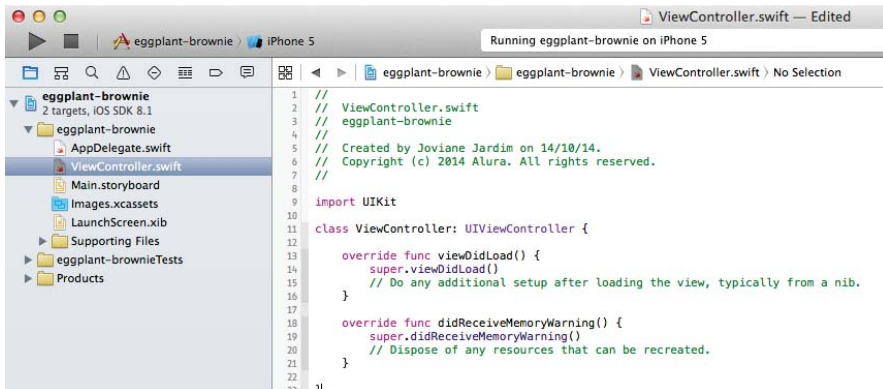 ViewController.swift — Edited
eggplant-brownie 〉 iPhone 5
Running eggplant-brownie on iPhone 5
eggplant-brownie 〉 eggplant-brownie 〉 ViewController.swift 〉 No Selection
eggplant-brownie
2 targets, iOS SDK 8.1
eggplant-brownie
AppDelegate.swift
ViewController.swift
Main.storyboard
Images.xcassets
LaunchScreen.xib
Supporting Files
eggplant-brownieTests
Products
1 //
2 //  ViewController.swift
3 //  eggplant-brownie
4 //
5 //  Created by Joviane Jardim on 14/10/14.
6 //  Copyright (c) 2014 Alura. All rights reserved.
7 //
8
9 import UIKit
10
11 class ViewController: UIViewController {
12
13     override func viewDidLoad() {
14         super.viewDidLoad()
15         // Do any additional setup after loading the view, typically from a nib.
16     }
17
18     override func didReceiveMemoryWarning() {
19         super.didReceiveMemoryWarning()
20         // Dispose of any resources that can be recreated.
21     }
22